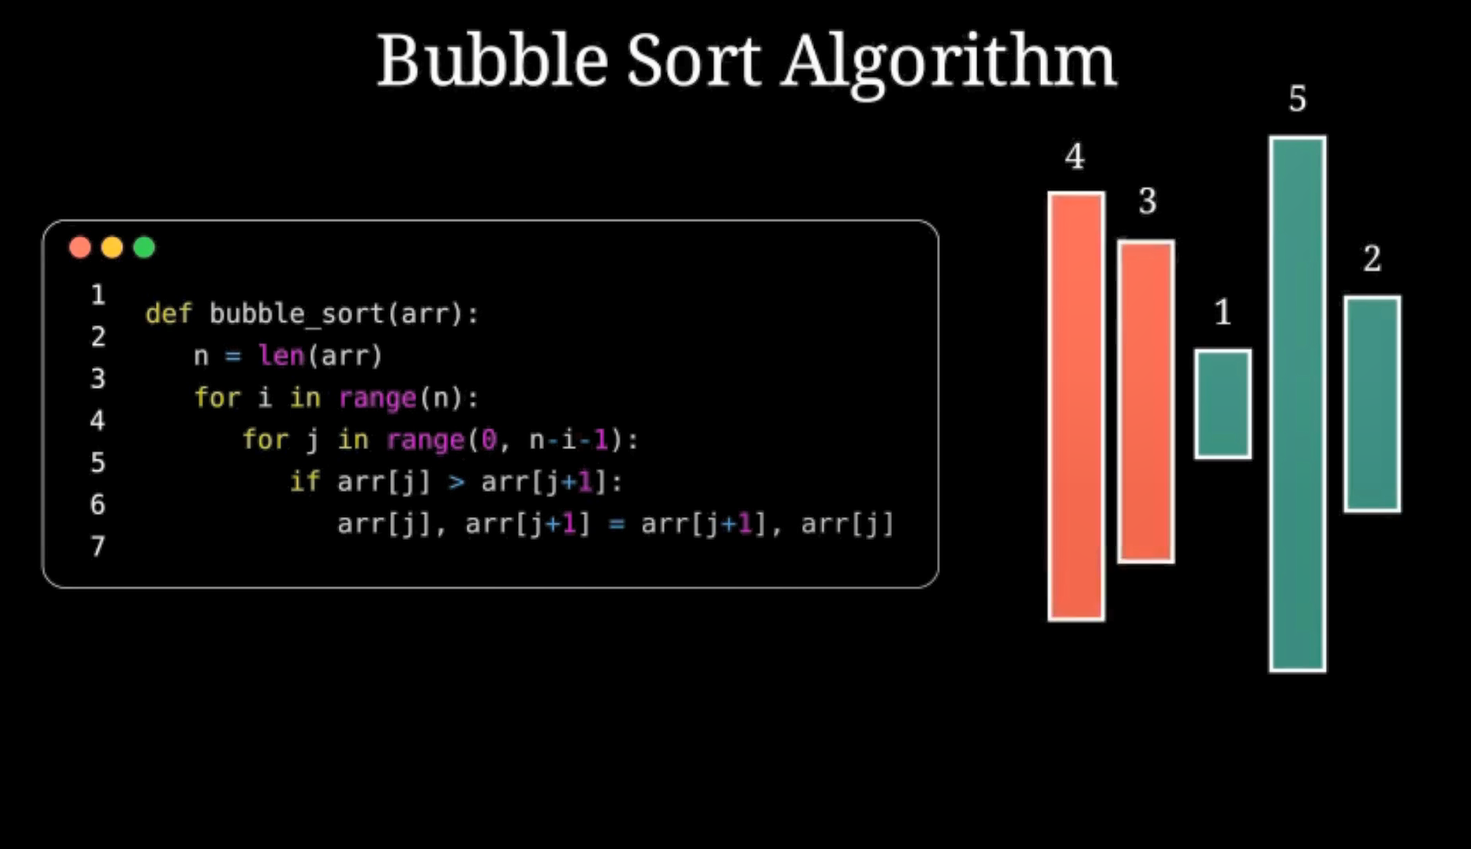 Bubble Sort Algorithm
1
2
3
4
5
6
7
def bubble_sort(arr):
   n = len(arr)
   for i in range(n):
      for j in range(0, n-i-1):
         if arr[j] > arr[j+1]:
            arr[j], arr[j+1] = arr[j+1], arr[j]
4
3
1
5
2